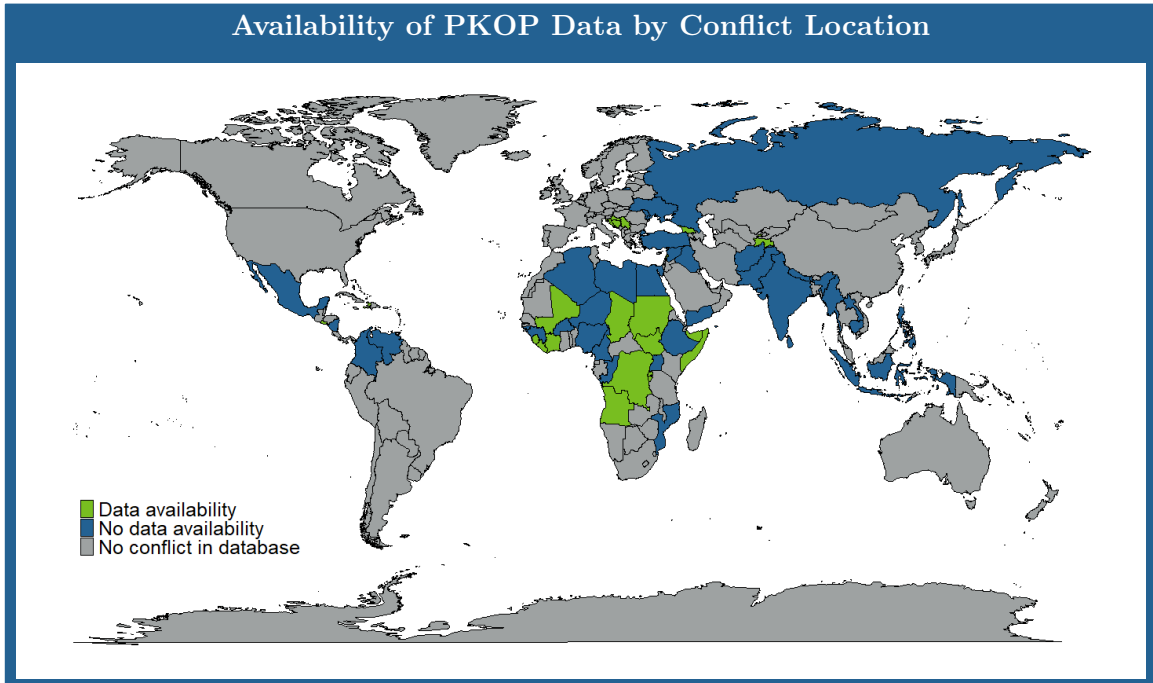 Availability of PKOP Data by Conflict Location
Data availability
No data availability
No conflict in database